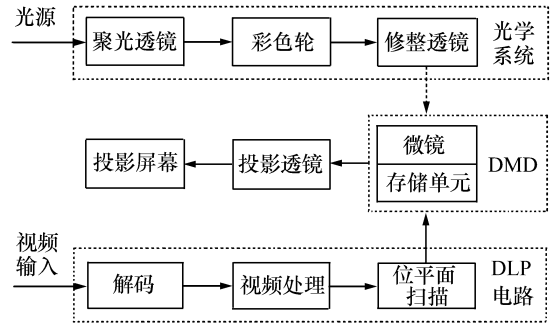 光源
聚光透镜
彩色轮
修整透镜
光学
系统
微镜
存储单元
DMD
投影透镜
投影屏幕
视频
输入
解码
视频处理
位平面
扫描
DLP
电路